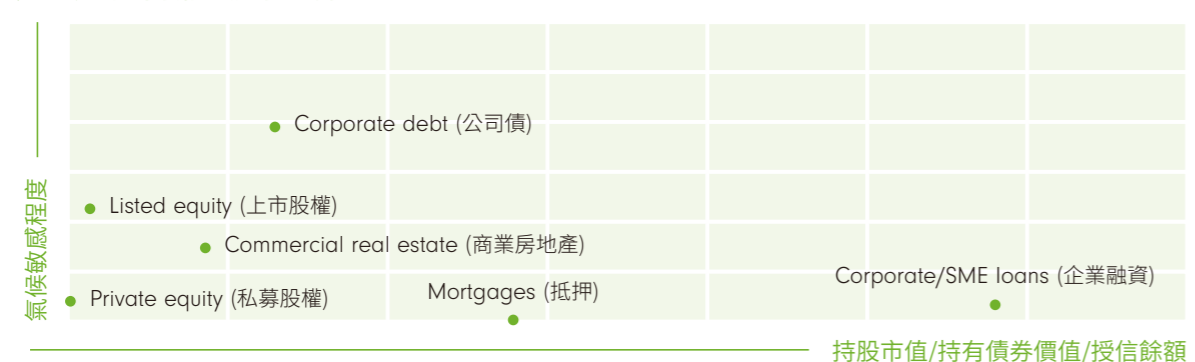 Corporate debt (公司債)
Listed equity (上市股權)
Commercial real estate (商業房地產)
Corporate/SME loans (企業融資)
Private equity (私募股權)
Mortgages (抵押)
氣候敏感程度
持股市值/持有債券價值/授信餘額